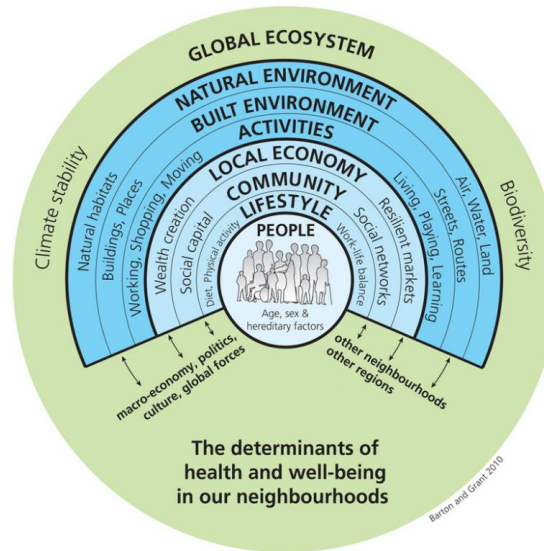 GLOBAL ECOSYSTEM
NATURAL ENVIRONMENT
BUILT ENVIRONMENT
ACTIVITIES
LOCAL ECONOMY
COMMUNITY
LIFESTYLE
PEOPLE
Age, sex &
hereditary factors
Climate stability
Natural habitats
Buildings, Places
Working, Shopping, Moving
Wealth creation
Social capital
Diet, Physical activity
Work-life balance
Social networks
Resilient markets
Living, Playing, Learning
Streets, Routes
Air, Water, Land
Biodiversity
macro-economy, politics,
culture, global forces
other neighbourhoods
other regions
The determinants of
health and well-being
in our neighbourhoods
Barton and Grant 2010